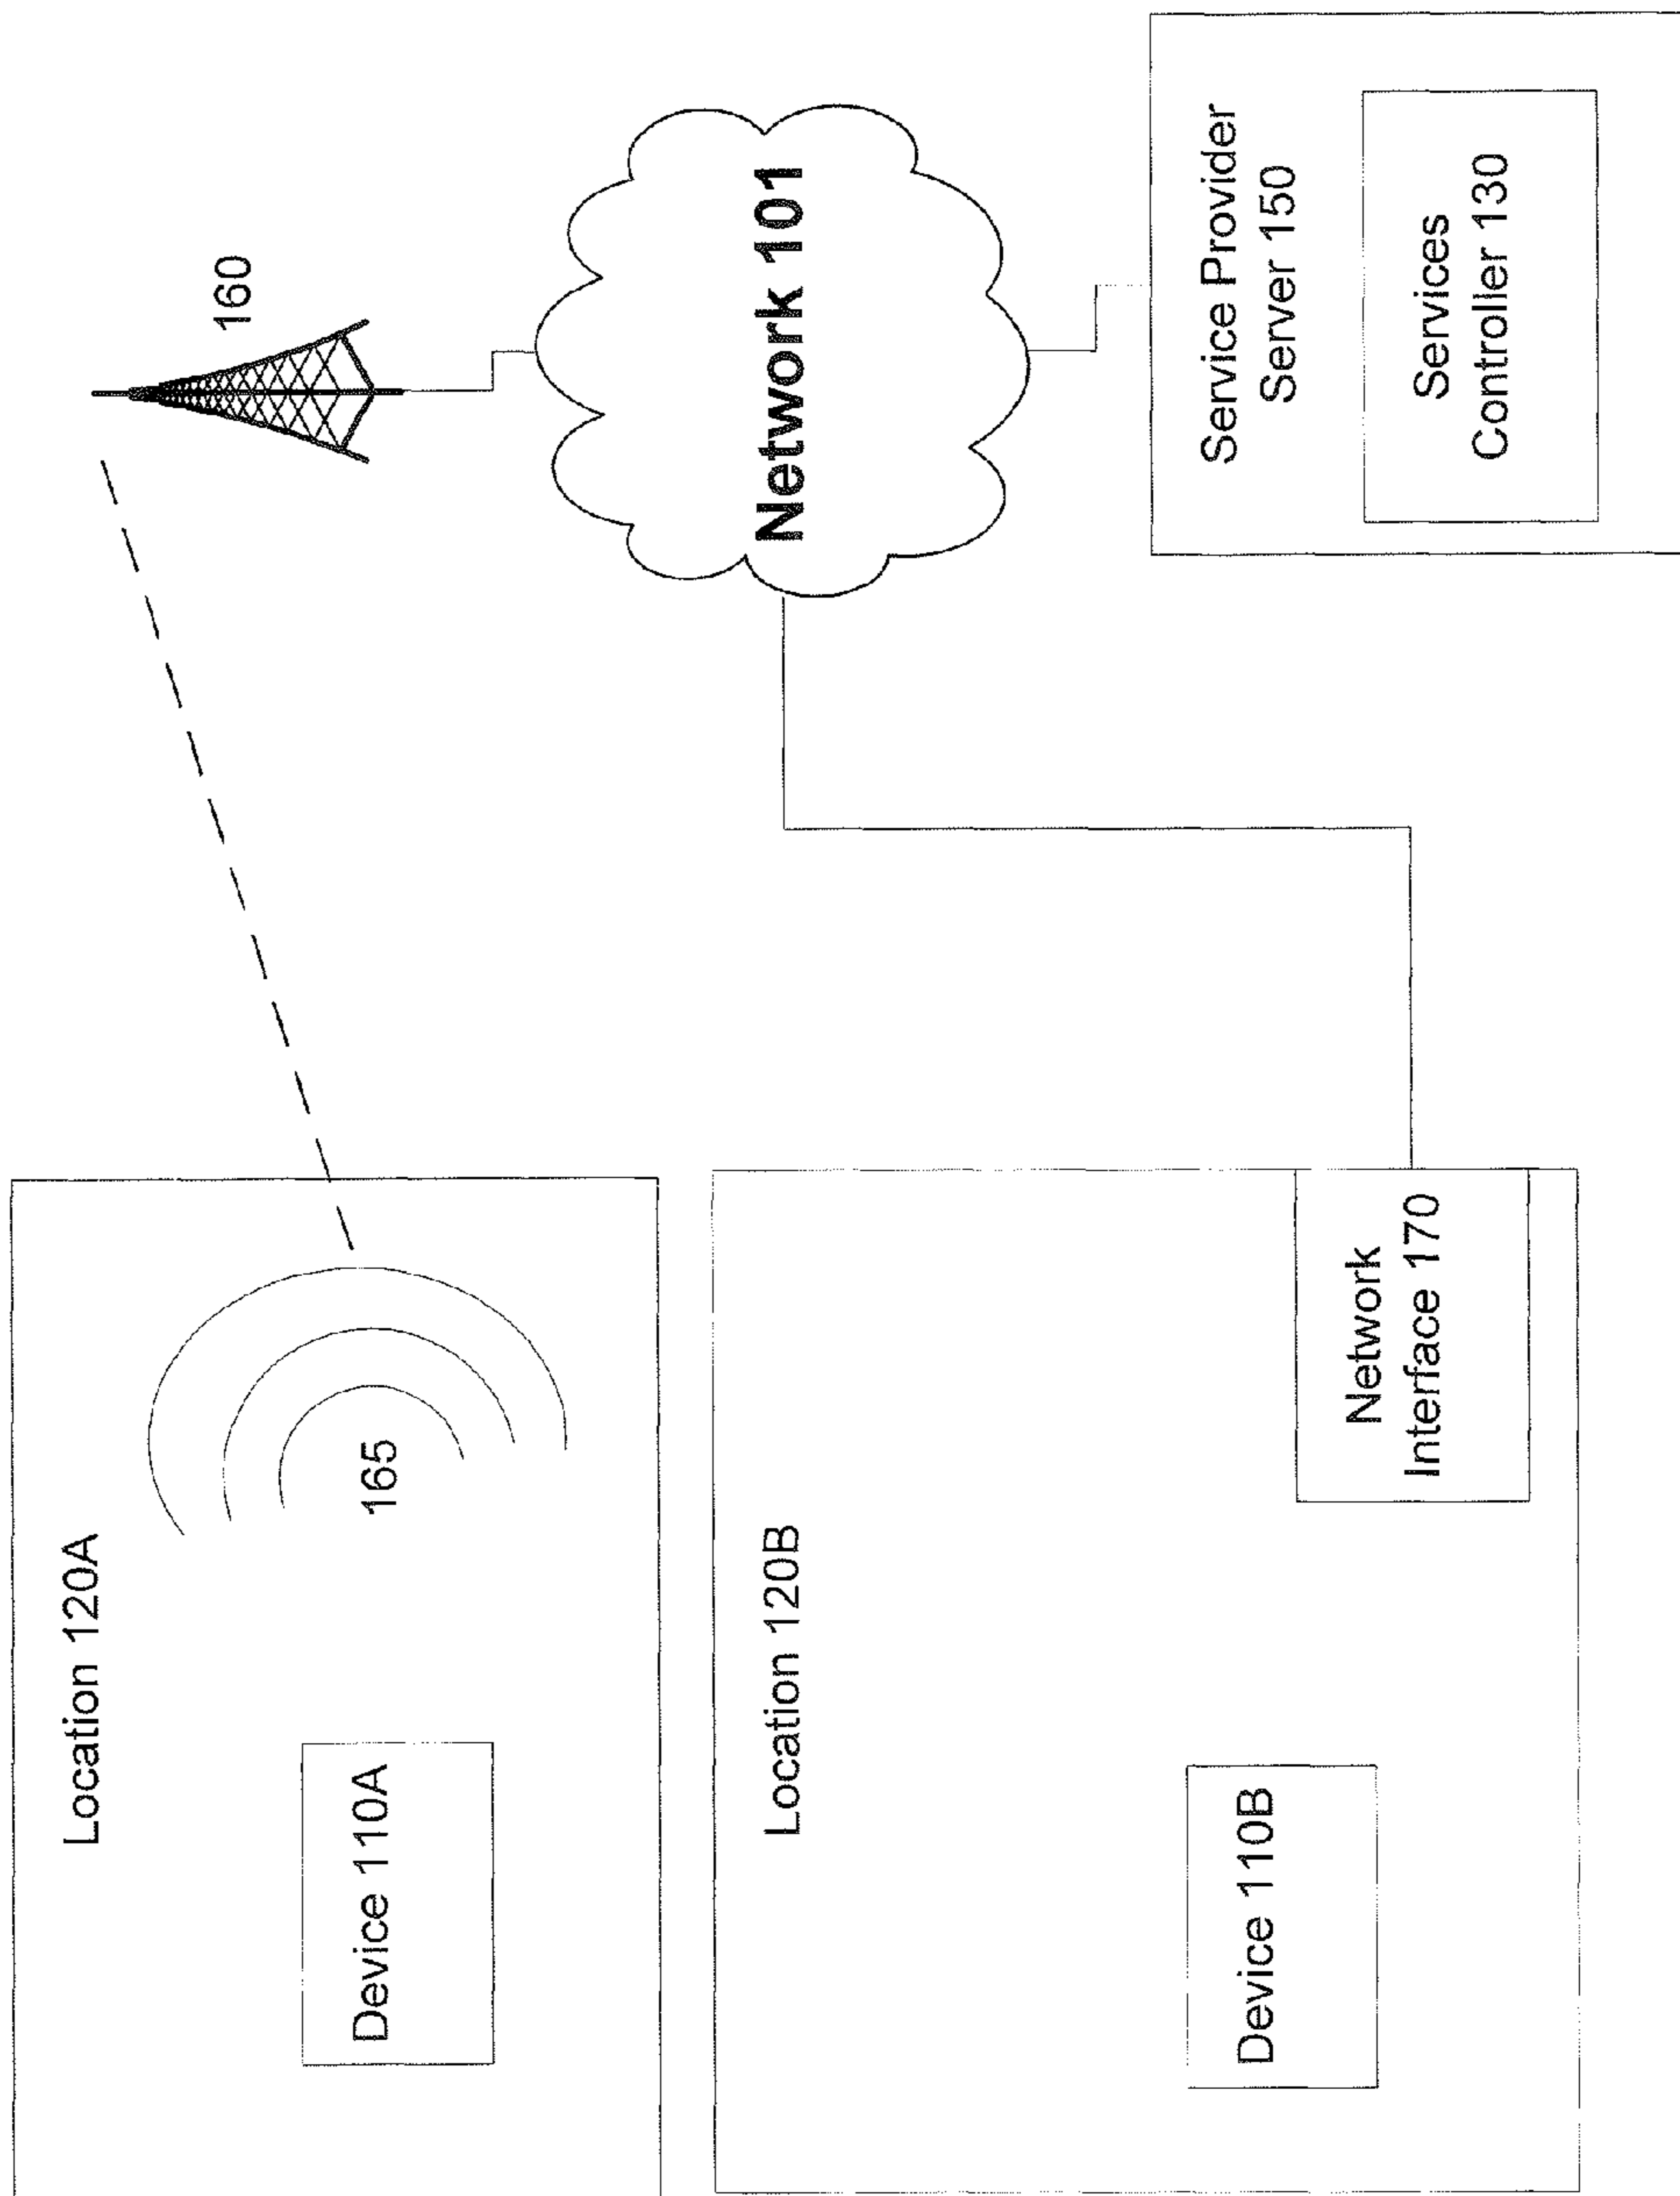 Location 120A
Device 110A
165
160
Network 101
Location 120B
Device 110B
Network
Interface 170
Service Provider
Server 150
Services
Controller 130